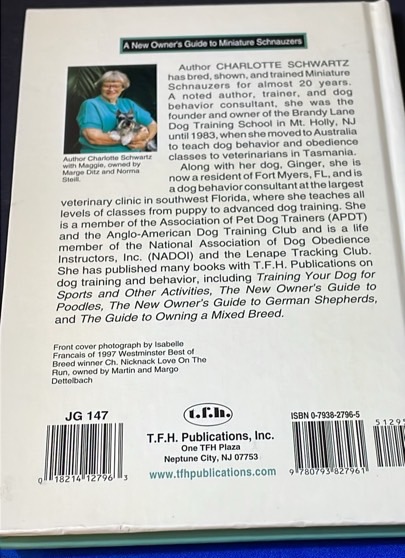 A New Owner's Guide to Miniature Schnauzers
Author CHARLOTTE SCHWARTZ
has bred, shown, and trained Miniature
Schnauzers for almost 20 years.
A noted author, trainer, and dog
behavior consultant, she was the
founder and owner of the Brandy Lane
Dog Training School in Mt. Holly, NJ
until 1983, when she moved to Australia
to teach dog behavior and obedience
classes to veterinarians in Tasmania.
Along with her dog, Ginger, she is
now a resident of Fort Myers, FL, and is
a dog behavior consultant at the largest
veterinary clinic in southwest Florida, where she teaches all
levels of classes from puppy to advanced dog training. She
is a member of the Association of Pet Dog Trainers (APDT)
and the Anglo-American Dog Training Club and is a life
member of the National Association of Dog Obedience
Instructors, Inc. (NADOI) and the Lenape Tracking Club.
She has published many books with T.F.H. Publications on
dog training and behavior, including Training Your Dog for
Sports and Other Activities, The New Owner's Guide to
Poodles, The New Owner's Guide to German Shepherds,
and The Guide to Owning a Mixed Breed.
Author Charlotte Schwartz
with Maggie, owned by
Marge Ditz and Norma
Steill.
Front cover photograph by Isabelle
Francais of 1997 Westminster Best of
Breed winner Ch. Nicknack Love On The
Run, owned by Martin and Margo
Dettelbach
JG 147
0 18214 12796 3
t.f.h.
T.F.H. Publications, Inc.
One TFH Plaza
Neptune City, NJ 07753
www.tfhpublications.com
ISBN 0-7938-2796-5
5129
9 780793 827961